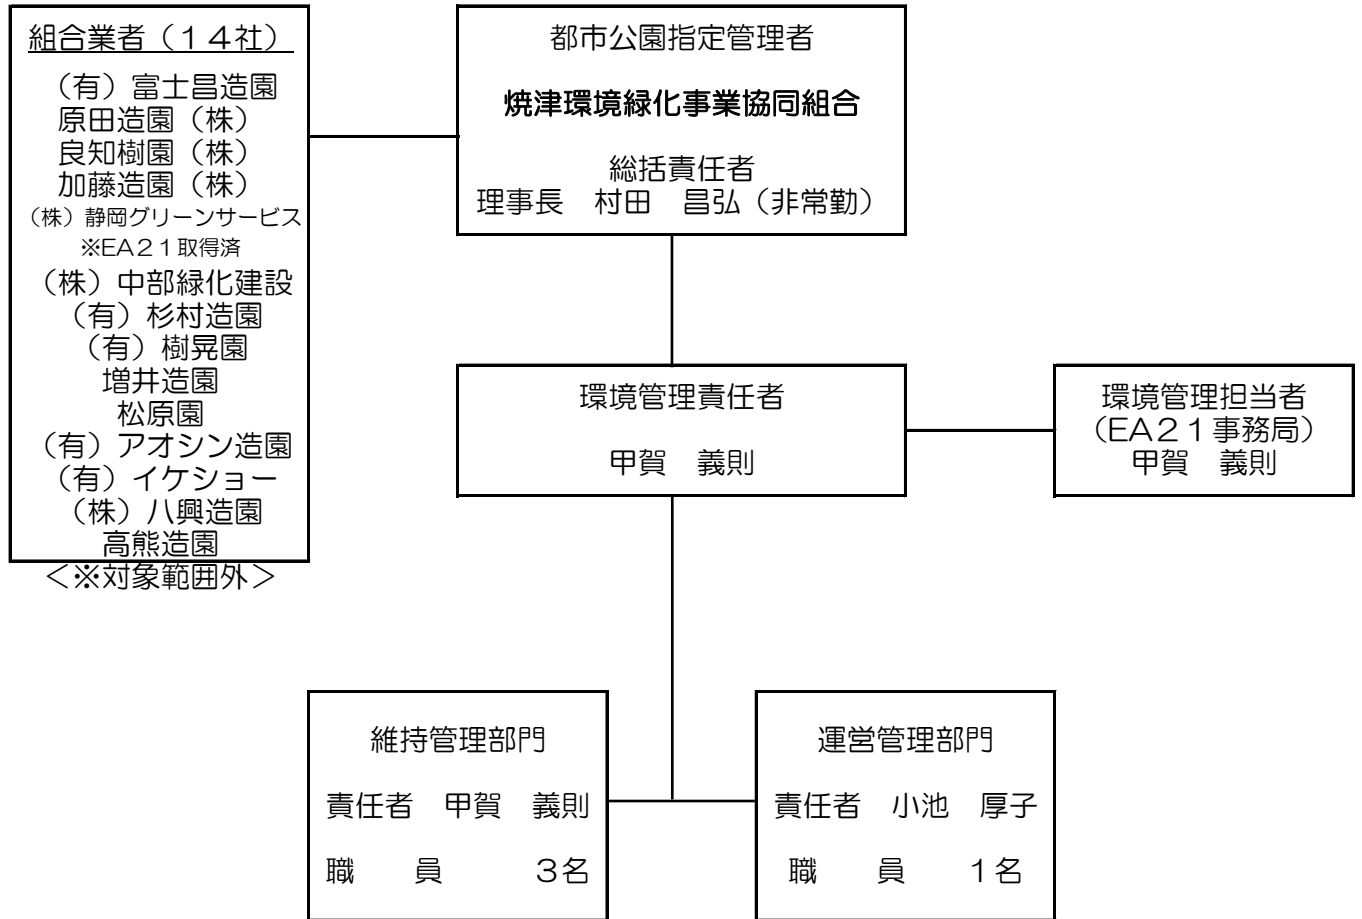 組合業者（１４社）
（有）富士昌造園
原田造園（株）
良知樹園（株）
加藤造園（株）
（株）静岡グリーンサービス
※EA２１取得済
（株）中部緑化建設
（有）杉村造園
（有）樹晃園
増井造園
松原園
（有）アオシン造園
（有）イケショー
（株）八興造園
高熊造園
＜※対象範囲外＞
都市公園指定管理者
焼津環境緑化事業協同組合
総括責任者
理事長　村田　昌弘（非常勤）
環境管理責任者
甲賀　義則
環境管理担当者
（EA２１事務局）
甲賀　義則
維持管理部門
責任者　甲賀　義則
職　　員　　　３名
運営管理部門
責任者　小池　厚子
職　　員　　１名